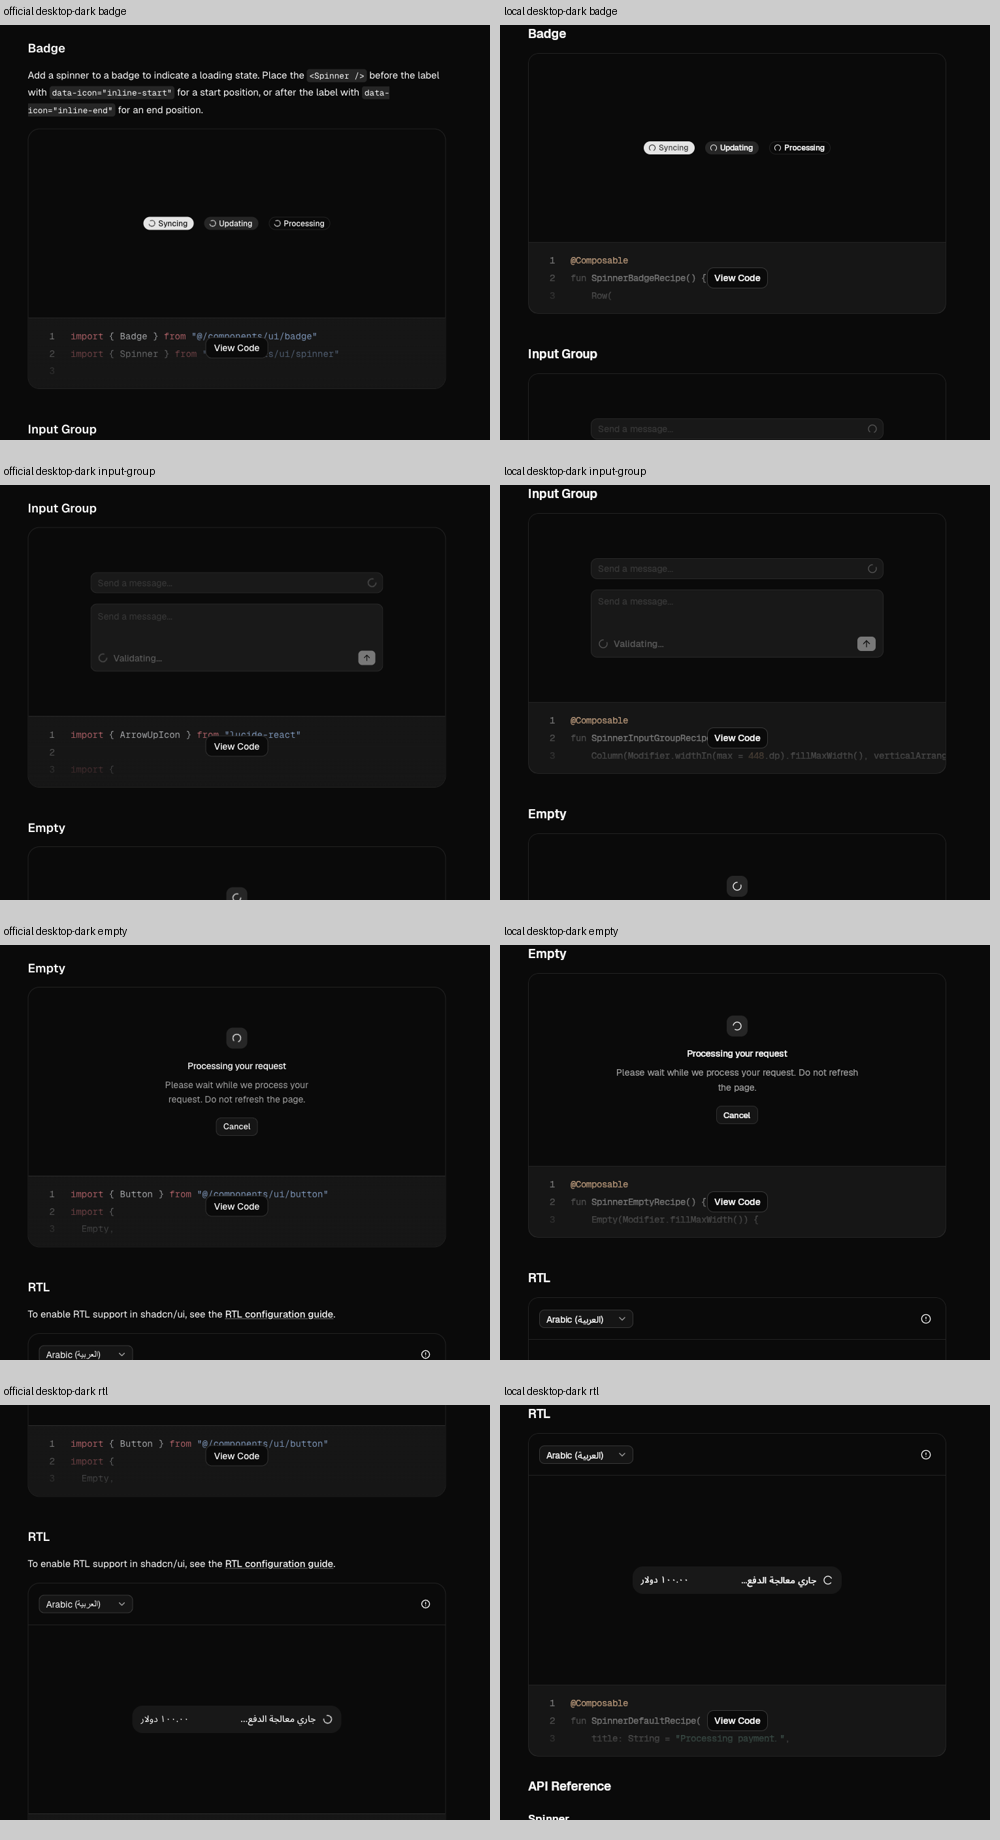 official desktop-dark badge
Badge
Add a spinner to a badge to indicate a loading state. Place the <Spinner /> before the label
with data-icon="inline-start" for a start position, or after the label with data-
icon="inline-end" for an end position.
Syncing Updating Processing
1 import { Badge } from "@/components/ui/badge"
2 import { Spinner } from " s/ui/spinner"
View Code
3
Input Group
local desktop-dark badge
Badge
Syncing Updating Processing
1 @Composable
2 fun SpinnerBadgeRecipe() {
View Code
3 Row(
Input Group
Send a message...
official desktop-dark input-group
Input Group
Send a message...
Send a message...
Validating...
1 import { ArrowUpIcon } from "lucide-react"
View Code
2
3 import {
Empty
local desktop-dark input-group
Input Group
Send a message...
Send a message...
Validating...
1 @Composable
2 fun SpinnerInputGroupRecip
View Code
3 Column(Modifier.widthIn(max = 448.dp).fillMaxWidth(), verticalArrang
Empty
official desktop-dark empty
Empty
Processing your request
Please wait while we process your
request. Do not refresh the page.
Cancel
1 import { Button } from "@/components/ui/button"
View Code
2 import {
3 Empty,
RTL
To enable RTL support in shadcn/ui, see the RTL configuration guide.
Arabic (العربية)
local desktop-dark empty
Empty
Processing your request
Please wait while we process your request. Do not refresh
the page.
Cancel
1 @Composable
2 fun SpinnerEmptyRecipe() {
View Code
3 Empty(Modifier.fillMaxWidth()) {
RTL
Arabic (العربية)
official desktop-dark rtl
1 import { Button } from "@/components/ui/button"
View Code
2 import {
3 Empty,
RTL
To enable RTL support in shadcn/ui, see the RTL configuration guide.
Arabic (العربية)
جاري معالجة الدفع... ١٠٠.٠٠ دولار
local desktop-dark rtl
RTL
Arabic (العربية)
جاري معالجة الدفع... ١٠٠.٠٠ دولار
1 @Composable
2 fun SpinnerDefaultRecipe(
View Code
3 title: String = "Processing payment.",
API Reference
Spinner